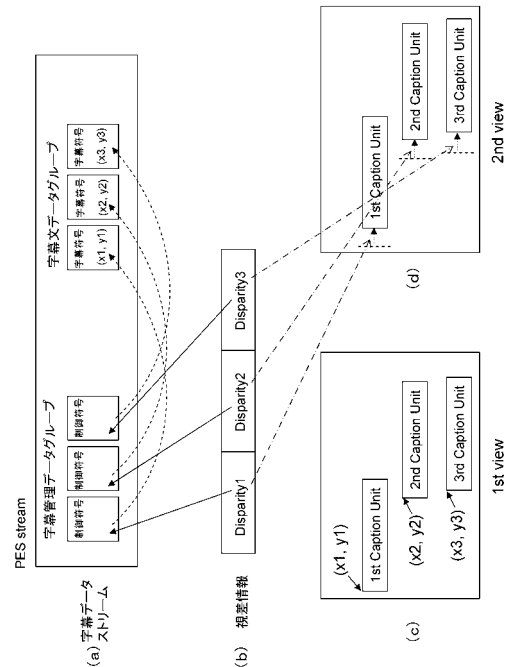 PES stream
(a) 字幕データ
ストリーム
字幕管理データグループ
制御符号
制御符号
制御符号
字幕文データグループ
字幕符号
(x1, y1)
字幕符号
(x2, y2)
字幕符号
(x3, y3)
(b) 視差情報
Disparity1
Disparity2
Disparity3
(c)
(x1, y1)
1st Caption Unit
(x2, y2)
2nd Caption Unit
(x3, y3)
3rd Caption Unit
1st view
(d)
1st Caption Unit
2nd Caption Unit
3rd Caption Unit
2nd view